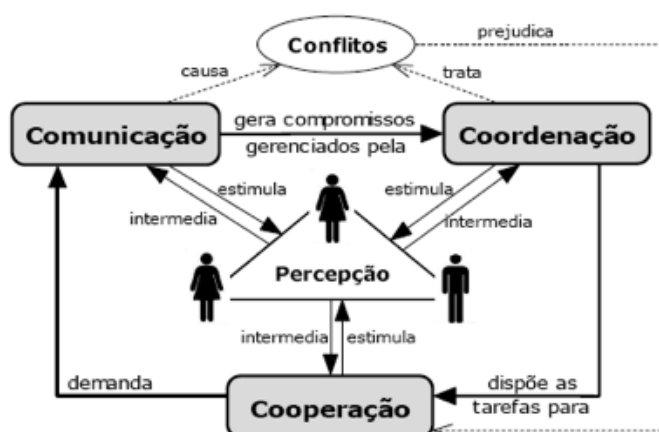 Conflitos
prejudica
causa
trata
Comunicação
gera compromissos
gerenciados pela
Coordenação
estimula
intermedia
estimula
intermedia
Percepção
intermedia
estimula
demanda
dispõe as
tarefas para
Cooperação